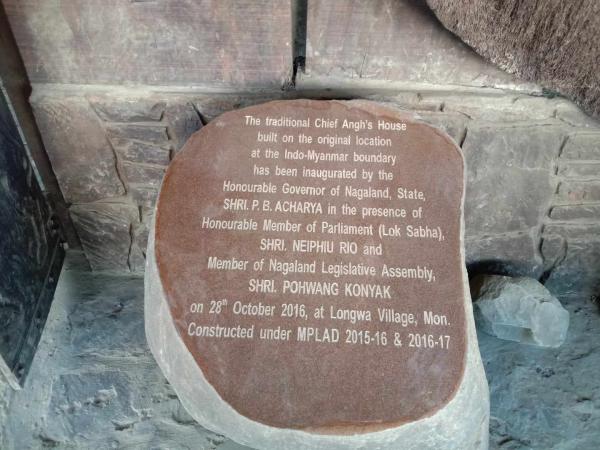 The traditional Chief Angh's House
built on the original location
at the Indo-Myanmar boundary
has been inaugurated by the
Honourable Governor of Nagaland, State,
SHRI. P. B. ACHARYA in the presence of
Honourable Member of Parliament (Lok Sabha),
SHRI. NEIPHIU RIO and
Member of Nagaland Legislative Assembly,
SHRI. POHWANG KONYAK
on 28th October 2016, at Longwa Village, Mon.
Constructed under MPLAD 2015-16 & 2016-17